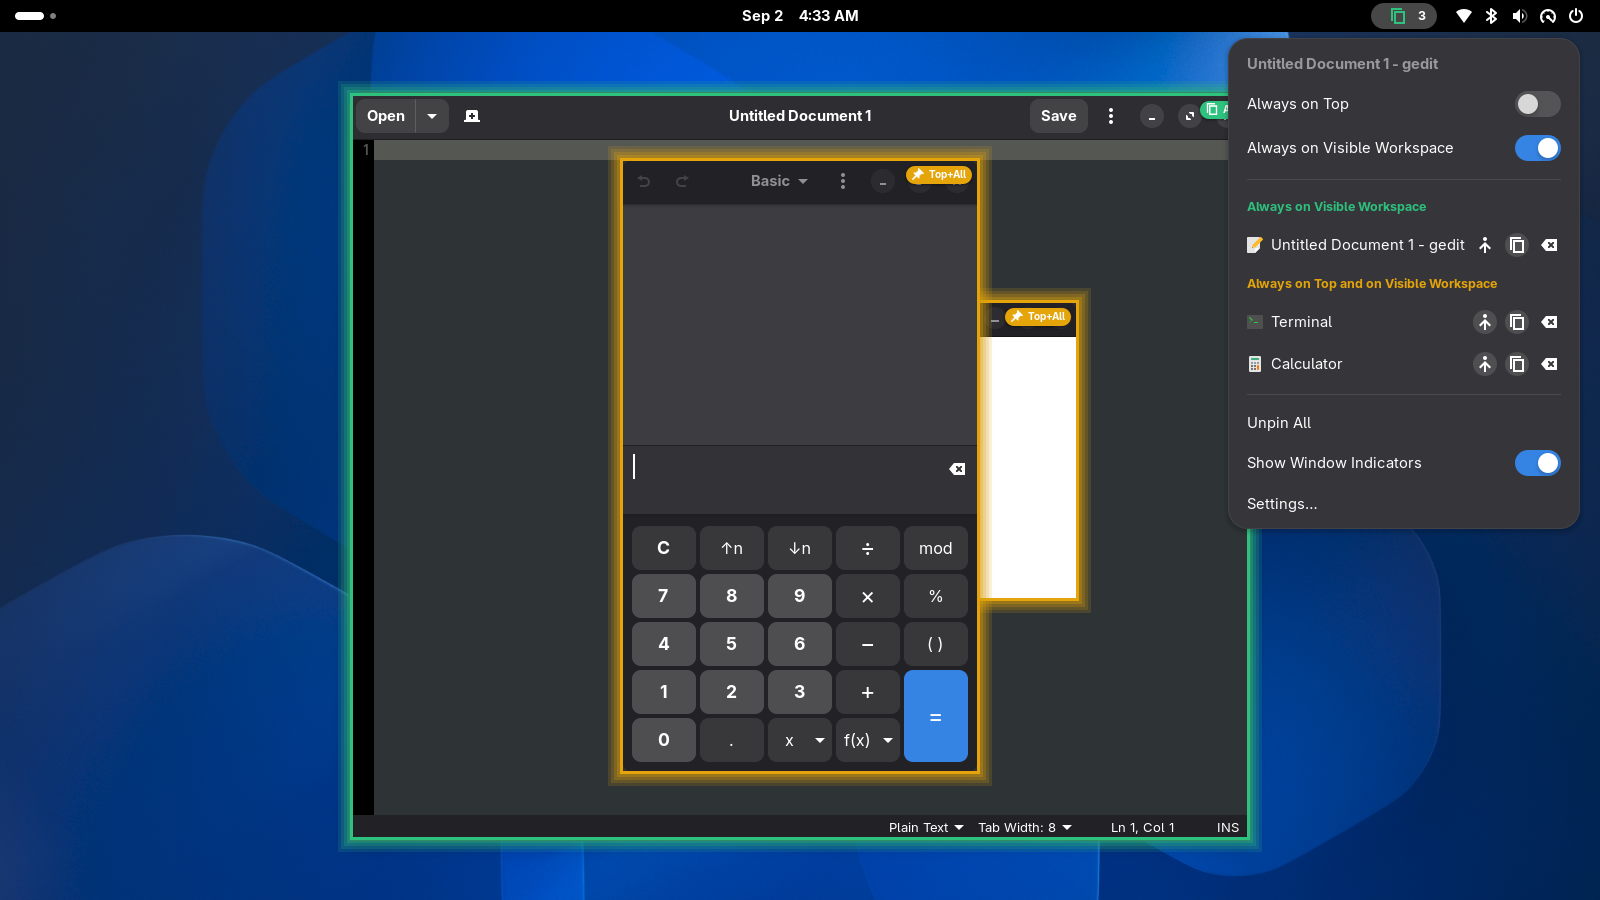 Sep 2 4:33 AM
3
Open
Untitled Document 1
Save
1
Basic
Top+All
Top+All
C ↑n ↓n ÷ mod
7 8 9 × %
4 5 6 − ( )
1 2 3 +
=
0 . x f(x)
Plain Text Tab Width: 8 Ln 1, Col 1 INS
Untitled Document 1 - gedit
Always on Top
Always on Visible Workspace
Always on Visible Workspace
Untitled Document 1 - gedit
Always on Top and on Visible Workspace
Terminal
Calculator
Unpin All
Show Window Indicators
Settings...